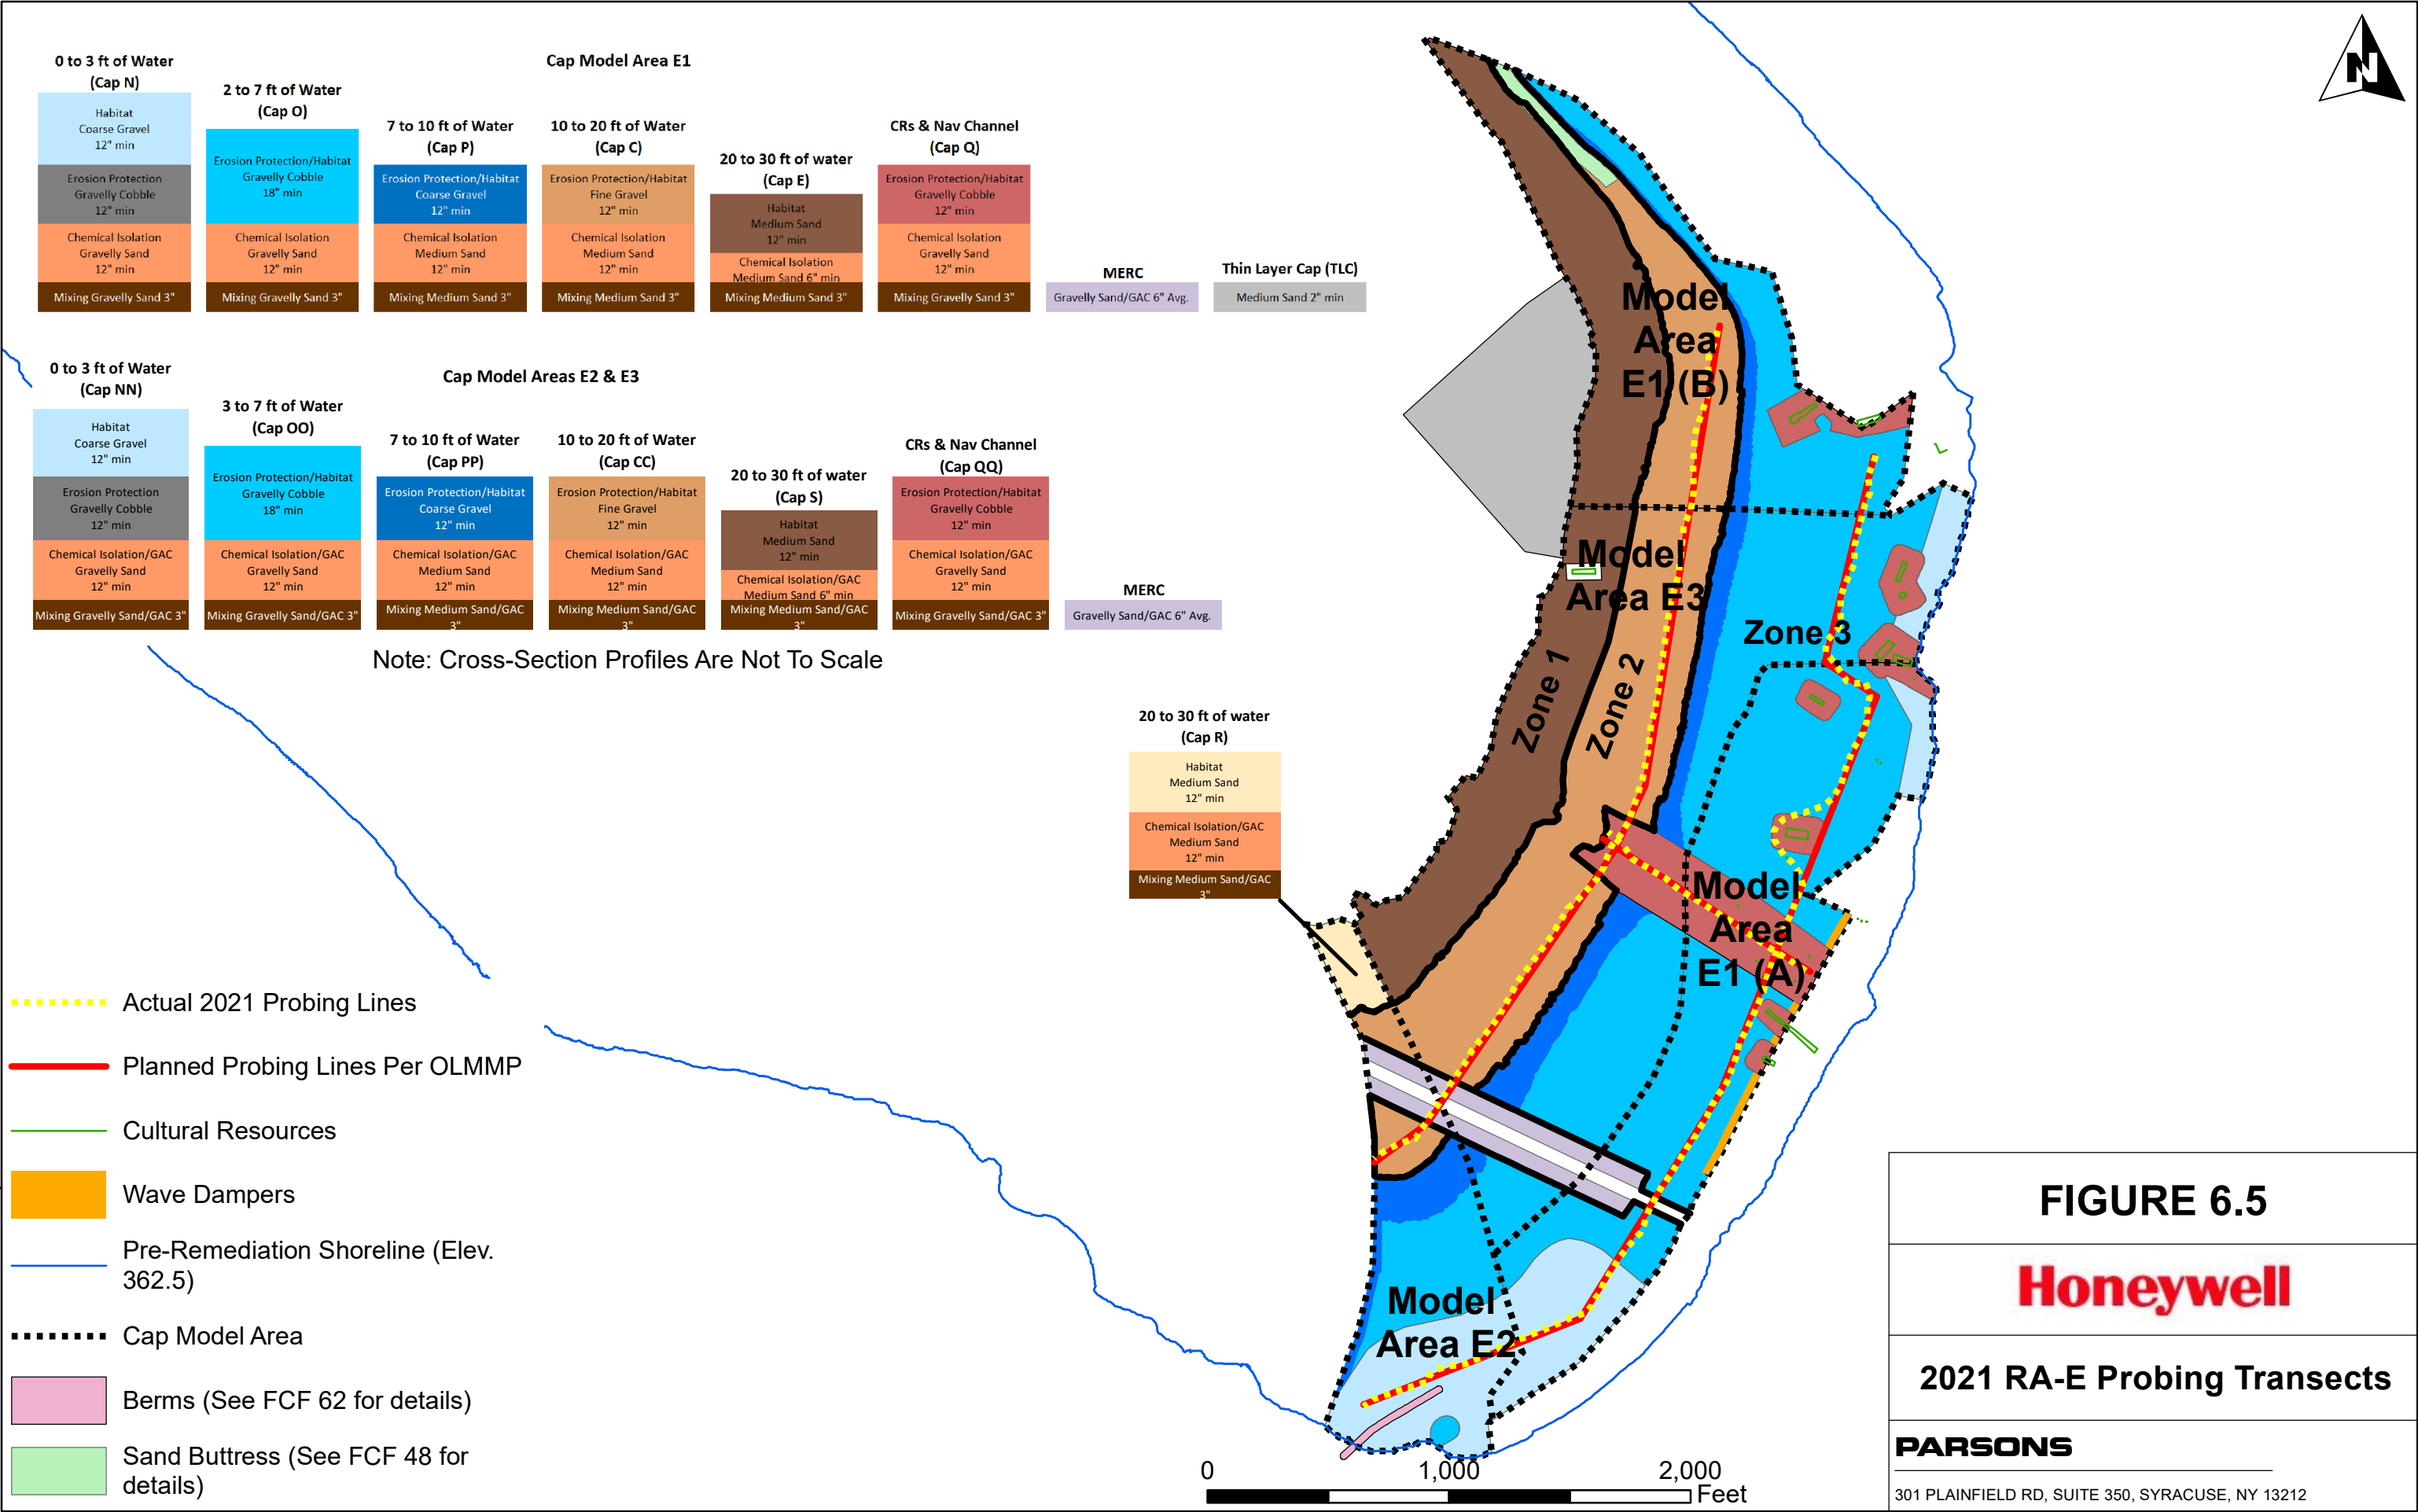 Cap Model Area E1
0 to 3 ft of Water
(Cap N)
Habitat
Coarse Gravel
12" min
Erosion Protection
Gravelly Cobble
12" min
Chemical Isolation
Gravelly Sand
12" min
Mixing Gravelly Sand 3"
2 to 7 ft of Water
(Cap O)
Erosion Protection/Habitat
Gravelly Cobble
18" min
Chemical Isolation
Gravelly Sand
12" min
Mixing Gravelly Sand 3"
7 to 10 ft of Water
(Cap P)
Erosion Protection/Habitat
Coarse Gravel
12" min
Chemical Isolation
Medium Sand
12" min
Mixing Medium Sand 3"
10 to 20 ft of Water
(Cap C)
Erosion Protection/Habitat
Fine Gravel
12" min
Chemical Isolation
Medium Sand
12" min
Mixing Medium Sand 3"
20 to 30 ft of water
(Cap E)
Habitat
Medium Sand
12" min
Chemical Isolation
Medium Sand 6" min
Mixing Medium Sand 3"
CRs & Nav Channel
(Cap Q)
Erosion Protection/Habitat
Gravelly Cobble
12" min
Chemical Isolation
Gravelly Sand
12" min
Mixing Gravelly Sand 3"
MERC
Gravelly Sand/GAC 6" Avg.
Thin Layer Cap (TLC)
Medium Sand 2" min
Cap Model Areas E2 & E3
0 to 3 ft of Water
(Cap NN)
Habitat
Coarse Gravel
12" min
Erosion Protection
Gravelly Cobble
12" min
Chemical Isolation/GAC
Gravelly Sand
12" min
Mixing Gravelly Sand/GAC 3"
3 to 7 ft of Water
(Cap OO)
Erosion Protection/Habitat
Gravelly Cobble
18" min
Chemical Isolation/GAC
Gravelly Sand
12" min
Mixing Gravelly Sand/GAC 3"
7 to 10 ft of Water
(Cap PP)
Erosion Protection/Habitat
Coarse Gravel
12" min
Chemical Isolation/GAC
Medium Sand
12" min
Mixing Medium Sand/GAC
3"
10 to 20 ft of Water
(Cap CC)
Erosion Protection/Habitat
Fine Gravel
12" min
Chemical Isolation/GAC
Medium Sand
12" min
Mixing Medium Sand/GAC
3"
20 to 30 ft of water
(Cap S)
Habitat
Medium Sand
12" min
Chemical Isolation/GAC
Medium Sand 6" min
Mixing Medium Sand/GAC
3"
CRs & Nav Channel
(Cap QQ)
Erosion Protection/Habitat
Gravelly Cobble
12" min
Chemical Isolation/GAC
Gravelly Sand
12" min
Mixing Gravelly Sand/GAC 3"
MERC
Gravelly Sand/GAC 6" Avg.
Note: Cross-Section Profiles Are Not To Scale
20 to 30 ft of water
(Cap R)
Habitat
Medium Sand
12" min
Chemical Isolation/GAC
Medium Sand
12" min
Mixing Medium Sand/GAC
3"
N
Model
Area
E1 (B)
Model
Area E3
Zone 3
Zone 1
Zone 2
Model
Area
E1 (A)
Model
Area E2
Actual 2021 Probing Lines
Planned Probing Lines Per OLMMP
Cultural Resources
Wave Dampers
Pre-Remediation Shoreline (Elev.
362.5)
Cap Model Area
Berms (See FCF 62 for details)
Sand Buttress (See FCF 48 for
details)
0 1,000 2,000
Feet
FIGURE 6.5
Honeywell
2021 RA-E Probing Transects
PARSONS
301 PLAINFIELD RD, SUITE 350, SYRACUSE, NY 13212